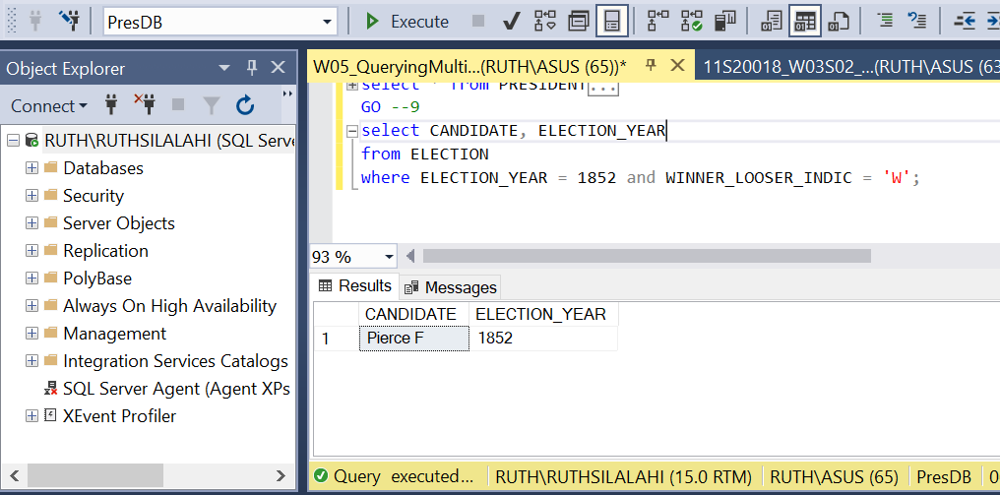 PresDB
Execute
Object Explorer
Connect
RUTH\RUTHSILALAHI (SQL Serve
Databases
Security
Server Objects
Replication
PolyBase
Always On High Availability
Management
Integration Services Catalogs
SQL Server Agent (Agent XPs
XEvent Profiler
W05_QueryingMulti...(RUTH\ASUS (65))*
11S20018_W03S02_...(RUTH\ASUS (63
select * from PRESIDENT...
GO --9
select CANDIDATE, ELECTION_YEAR
from ELECTION
where ELECTION_YEAR = 1852 and WINNER_LOOSER_INDIC = 'W';
93 %
Results
Messages
CANDIDATE ELECTION_YEAR
1 Pierce F 1852
Query executed...
RUTH\RUTHSILALAHI (15.0 RTM)
RUTH\ASUS (65)
PresDB